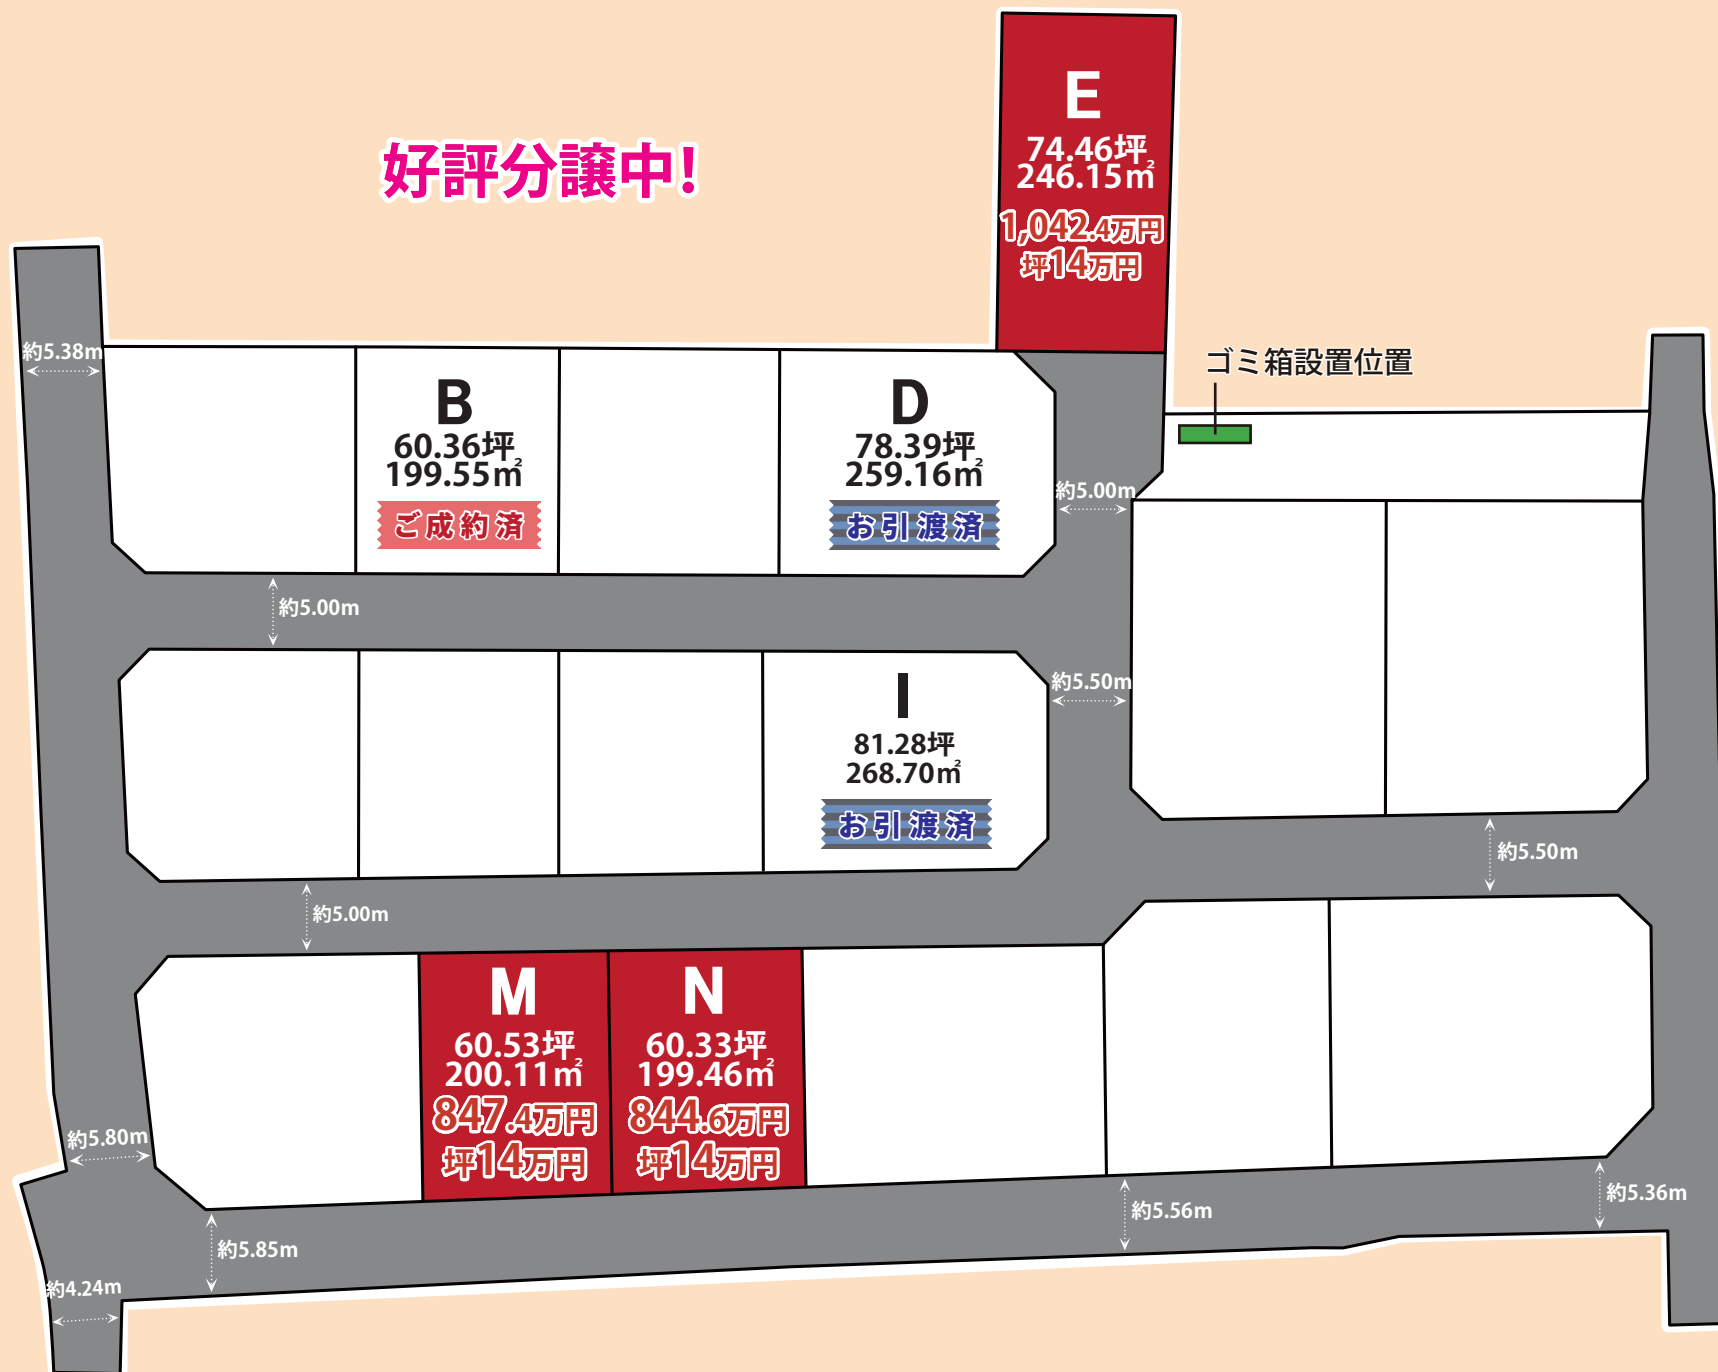 好評分譲中!
E
74.46坪
246.15㎡
1,042.4万円
坪14万円
約5.38m
ゴミ箱設置位置
B
60.36坪
199.55㎡
ご成約済
D
78.39坪
259.16㎡
お引渡済
約5.00m
約5.00m
I
81.28坪
268.70㎡
お引渡済
約5.50m
約5.50m
約5.00m
M
60.53坪
200.11㎡
847.4万円
坪14万円
N
60.33坪
199.46㎡
844.6万円
坪14万円
約5.80m
約5.36m
約5.56m
約5.85m
約4.24m